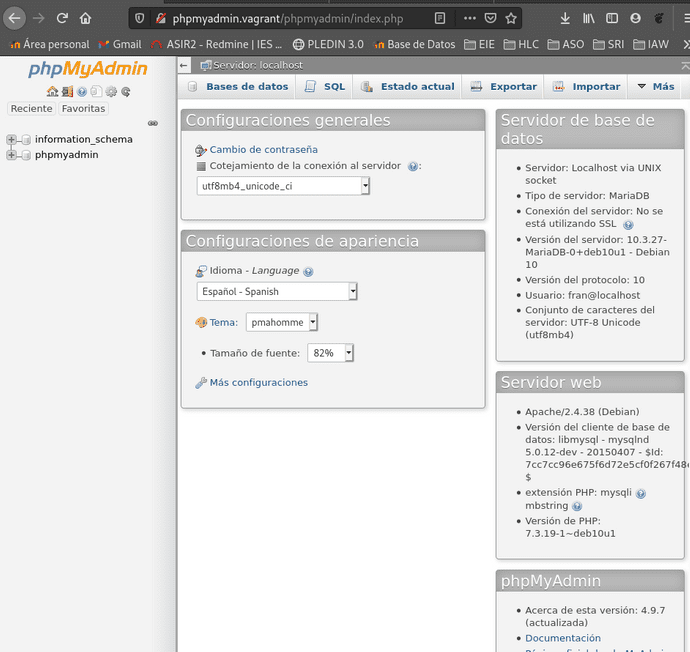 phpmyadmin.vagrant/phpmyadmin/index.php
Área personal
Gmail
ASIR2 - Redmine | IES ...
PLEDIN 3.0
Base de Datos
EIE
HLC
ASO
SRI
IAW
phpMyAdmin
Reciente
Favoritas
information_schema
phpmyadmin
Servidor: localhost
Bases de datos
SQL
Estado actual
Exportar
Importar
Más
Configuraciones generales
Cambio de contraseña
Cotejamiento de la conexión al servidor :
utf8mb4_unicode_ci
Configuraciones de apariencia
Idioma - Language
Español - Spanish
Tema: pmahomme
Tamaño de fuente: 82%
Más configuraciones
Servidor de base de
datos
Servidor: Localhost via UNIX
socket
Tipo de servidor: MariaDB
Conexión del servidor: No se
está utilizando SSL
Versión del servidor: 10.3.27-
MariaDB-0+deb10u1 - Debian
10
Versión del protocolo: 10
Usuario: fran@localhost
Conjunto de caracteres del
servidor: UTF-8 Unicode
(utf8mb4)
Servidor web
Apache/2.4.38 (Debian)
Versión del cliente de base de
datos: libmysql - mysqlnd
5.0.12-dev - 20150407 - $Id:
7cc7cc96e675f6d72e5cf0f267f48e
$
extensión PHP: mysqli
mbstring
Versión de PHP:
7.3.19-1~deb10u1
phpMyAdmin
Acerca de esta versión: 4.9.7
(actualizada)
Documentación